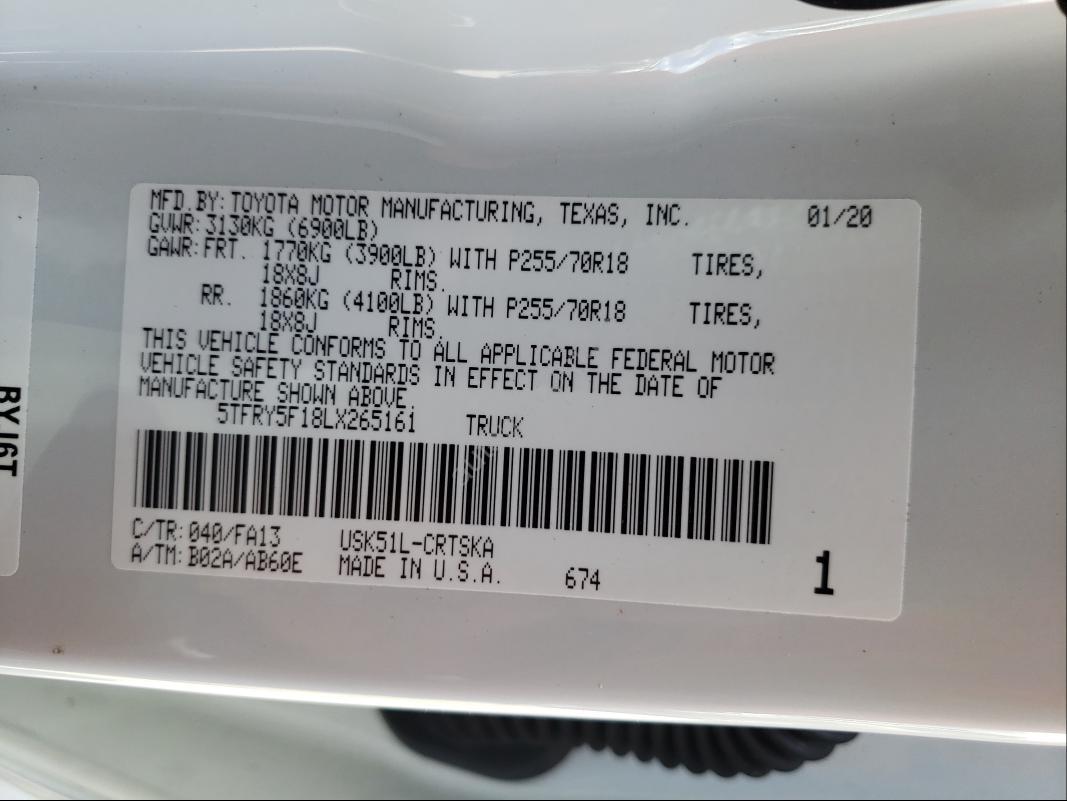 MFD. BY: TOYOTA MOTOR MANUFACTURING, TEXAS, INC. 01/20
GVWR: 3130KG (6900LB)
GAWR: FRT. 1770KG (3900LB) WITH P255/70R18 TIRES,
18X8J RIMS.
RR. 1860KG (4100LB) WITH P255/70R18 TIRES,
18X8J RIMS.
THIS VEHICLE CONFORMS TO ALL APPLICABLE FEDERAL MOTOR
VEHICLE SAFETY STANDARDS IN EFFECT ON THE DATE OF
MANUFACTURE SHOWN ABOVE
5TFRY5F18LX265161 TRUCK
C/TR: 040/FA13 USK51L-CRTSKA
A/TM: B02A/AB60E MADE IN U.S.A. 674 1